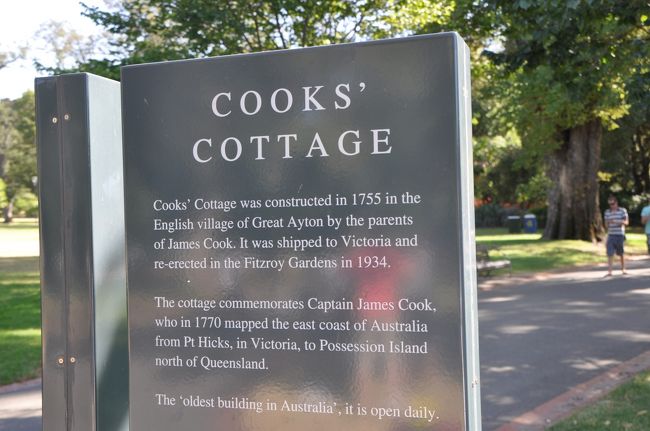 COOKS’
COTTAGE
Cooks’ Cottage was constructed in 1755 in the
English village of Great Ayton by the parents
of James Cook. It was shipped to Victoria and
re-erected in the Fitzroy Gardens in 1934.
The cottage commemorates Captain James Cook,
who in 1770 mapped the east coast of Australia
from Pt Hicks, in Victoria, to Possession Island
north of Queensland.
The ‘oldest building in Australia’, it is open daily.